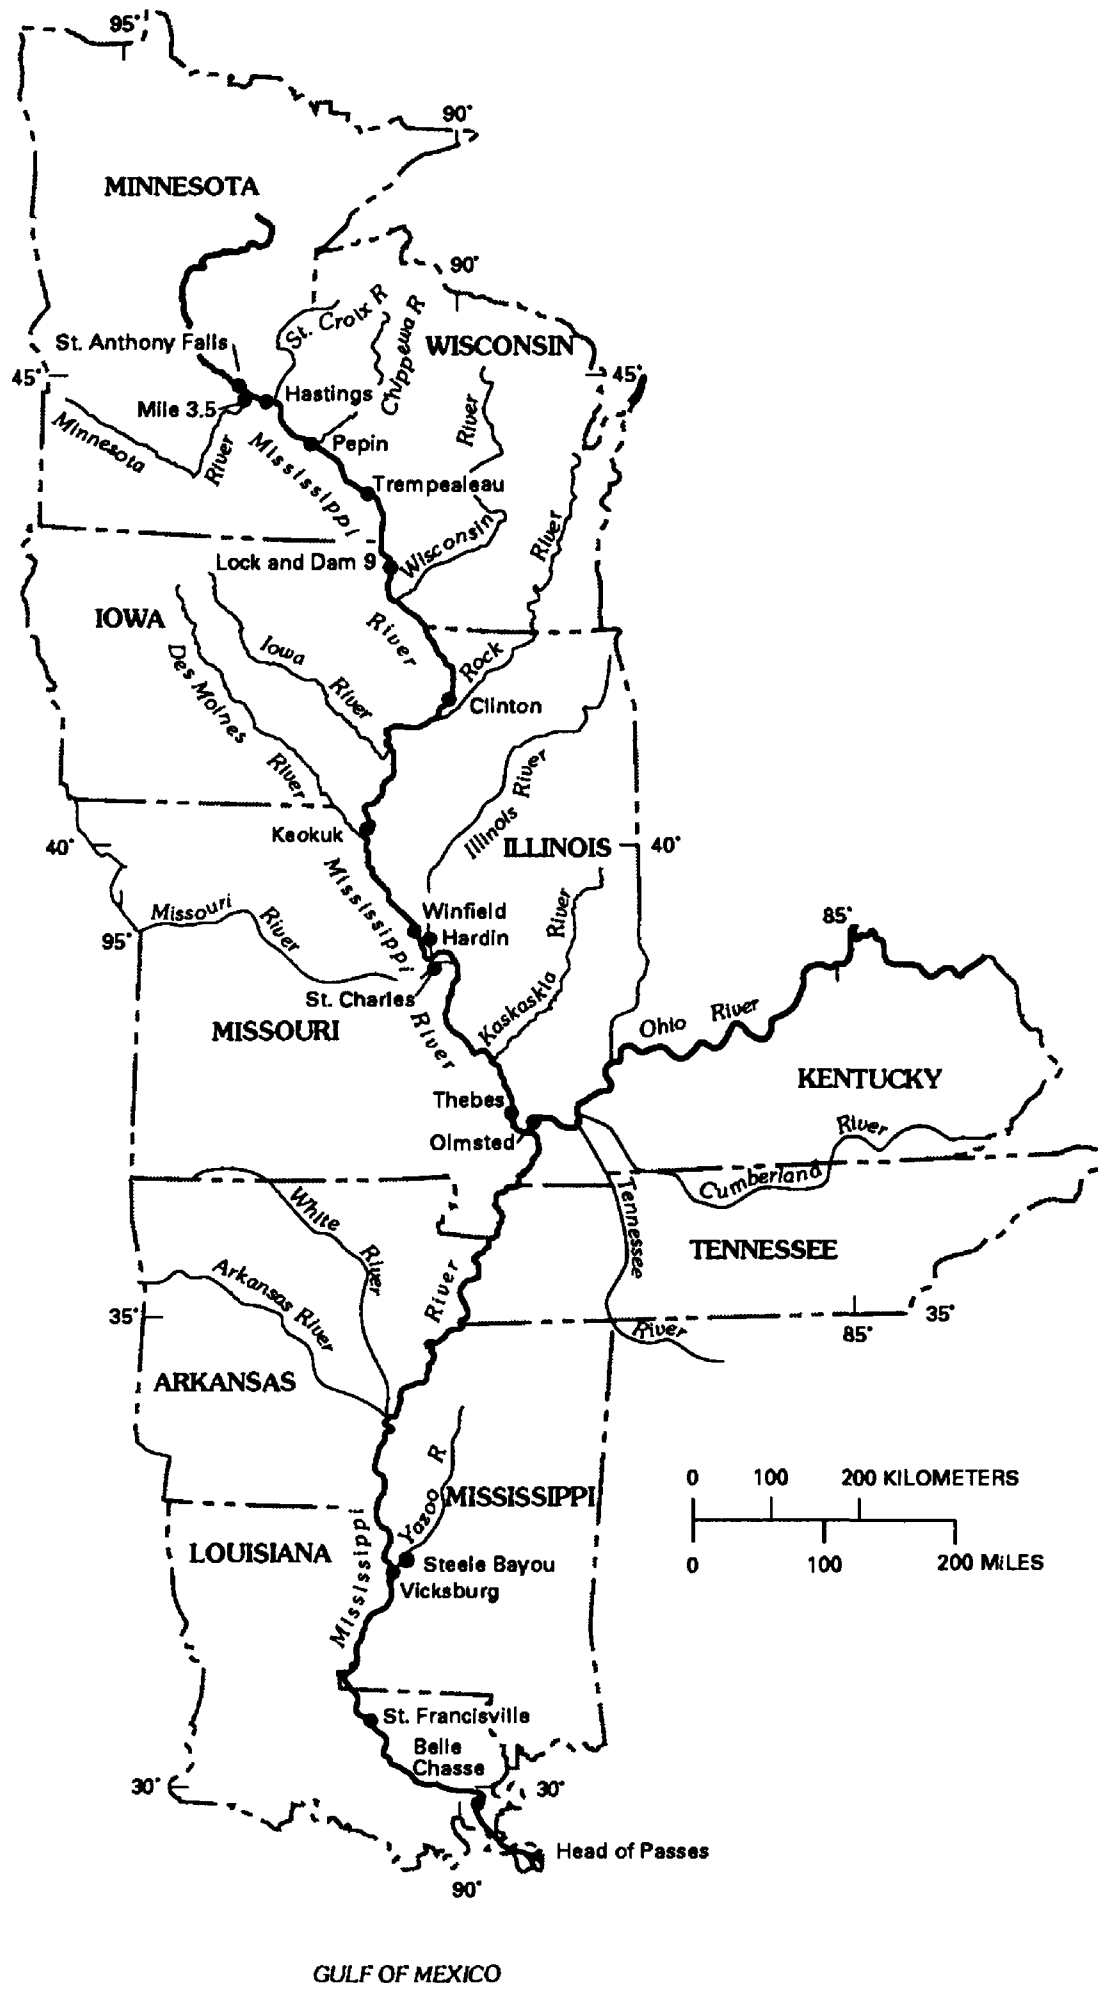 95°
90°
MINNESOTA
90°
St. Croix R
Chippewa R
St. Anthony Falls
WISCONSIN
45°
45°
Hastings
Mile 3.5
Minnesota
River
Mississippi
River
Pepin
Trempealeau
Lock and Dam 9
Wisconsin
River
IOWA
River
Iowa
River
Rock
Des Moines
River
Clinton
Illinois River
Keokuk
ILLINOIS
40°
40°
Mississippi
River
Missouri
River
Winfield
Hardin
River
85°
95°
St. Charles
Kaskaskia
MISSOURI
Ohio River
KENTUCKY
Thebes
Olmsted
River
Cumberland
Tennessee
River
White
River
TENNESSEE
Arkansas River
River
35°
35°
85°
ARKANSAS
Yazoo R
0 100 200 KILOMETERS
MISSISSIPPI
0 100 200 MILES
LOUISIANA
Mississippi
Steele Bayou
Vicksburg
St. Francisville
Belle
Chasse
30°
30°
Head of Passes
90°
GULF OF MEXICO